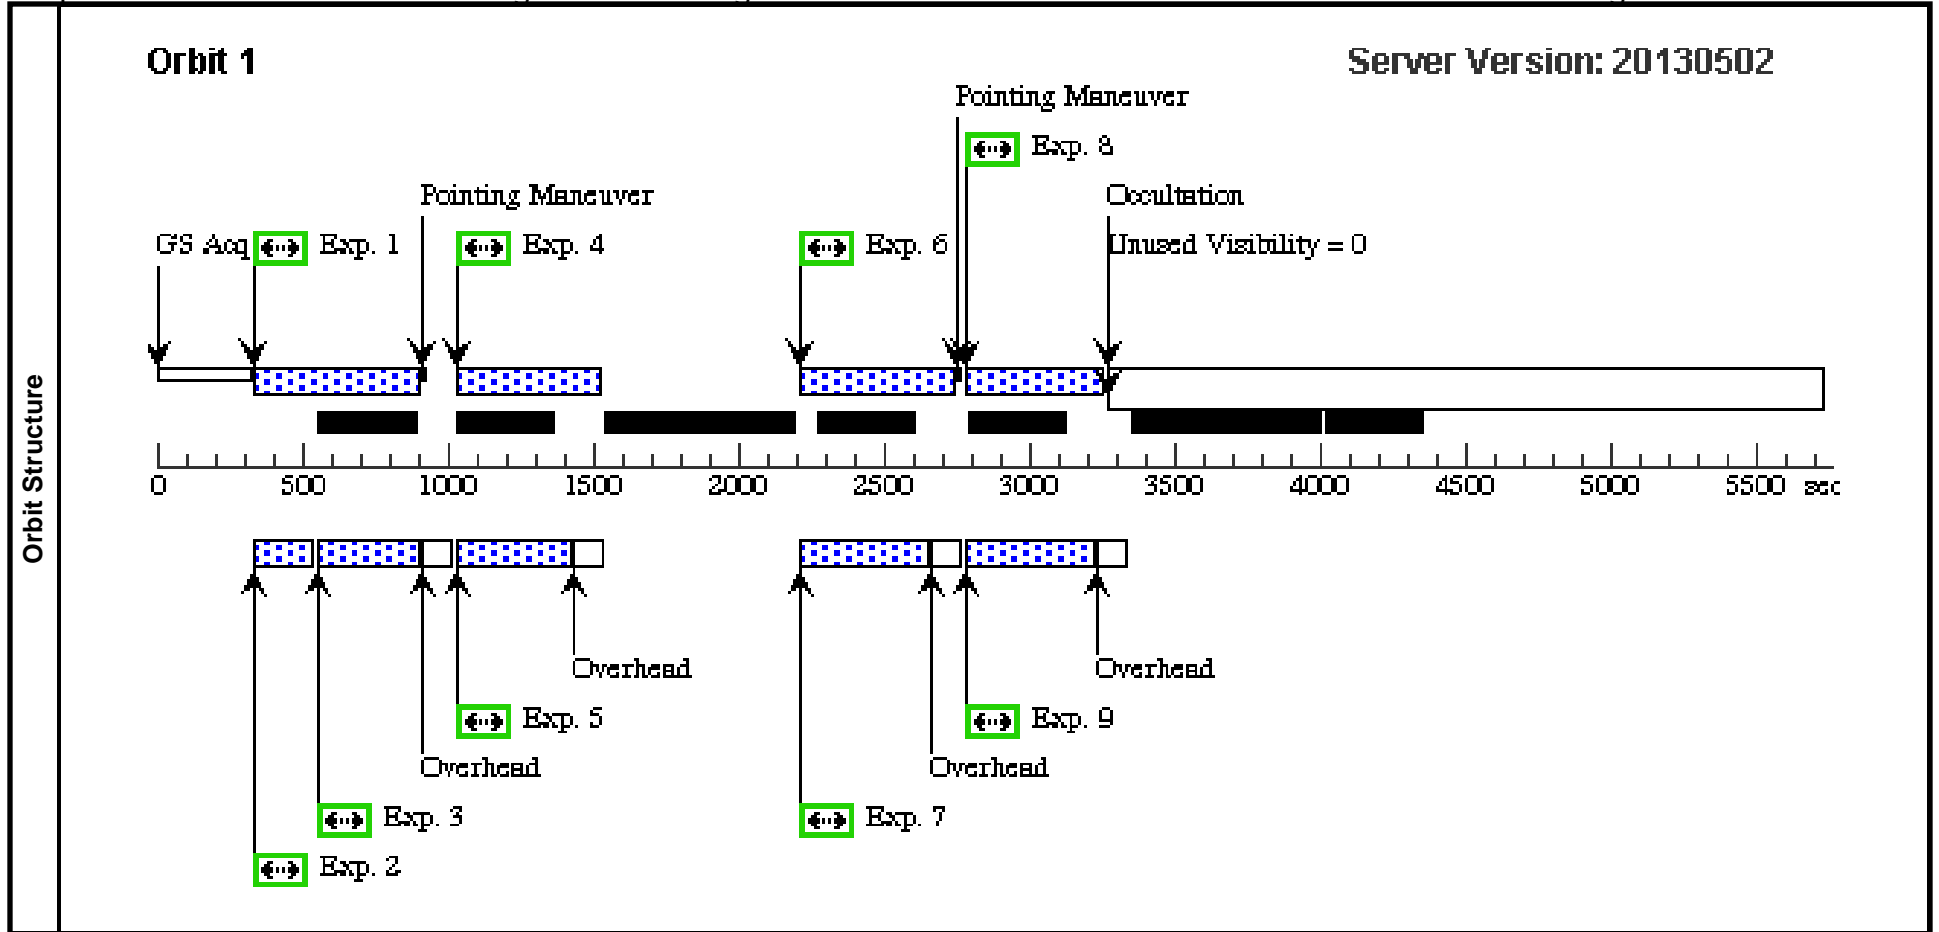 Orbit 1
Server Version: 20130502
Pointing Maneuver
Exp. 8
Pointing Maneuver
Occultation
GS Acq
Exp. 1
Exp. 4
Exp. 6
Unused Visibility = 0
Orbit Structure
0 500 1000 1500 2000 2500 3000 3500 4000 4500 5000 5500 sec
Overhead
Overhead
Exp. 5
Exp. 9
Overhead
Overhead
Exp. 3
Exp. 7
Exp. 2